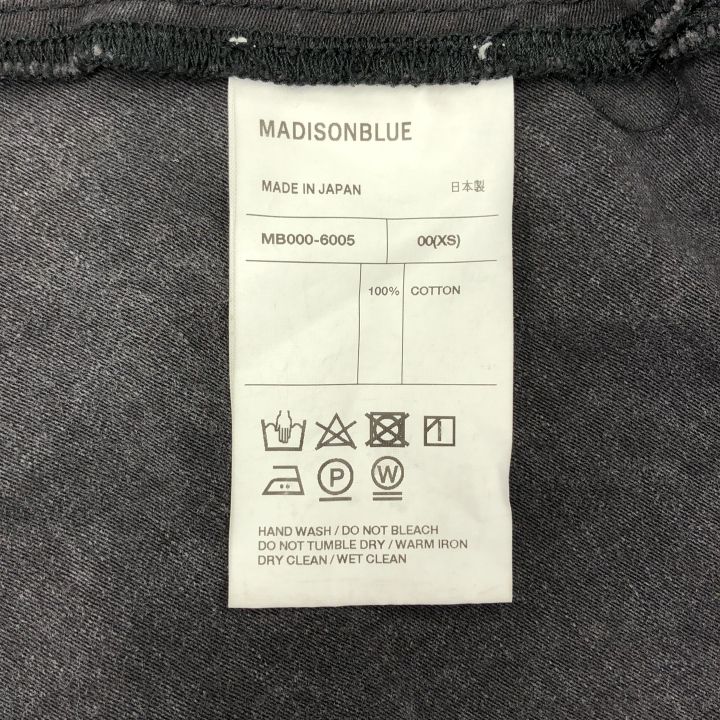 MADISONBLUE
MADE IN JAPAN 日本製
MB000-6005 00(XS)
100% COTTON
P W
HAND WASH / DO NOT BLEACH
DO NOT TUMBLE DRY / WARM IRON
DRY CLEAN / WET CLEAN